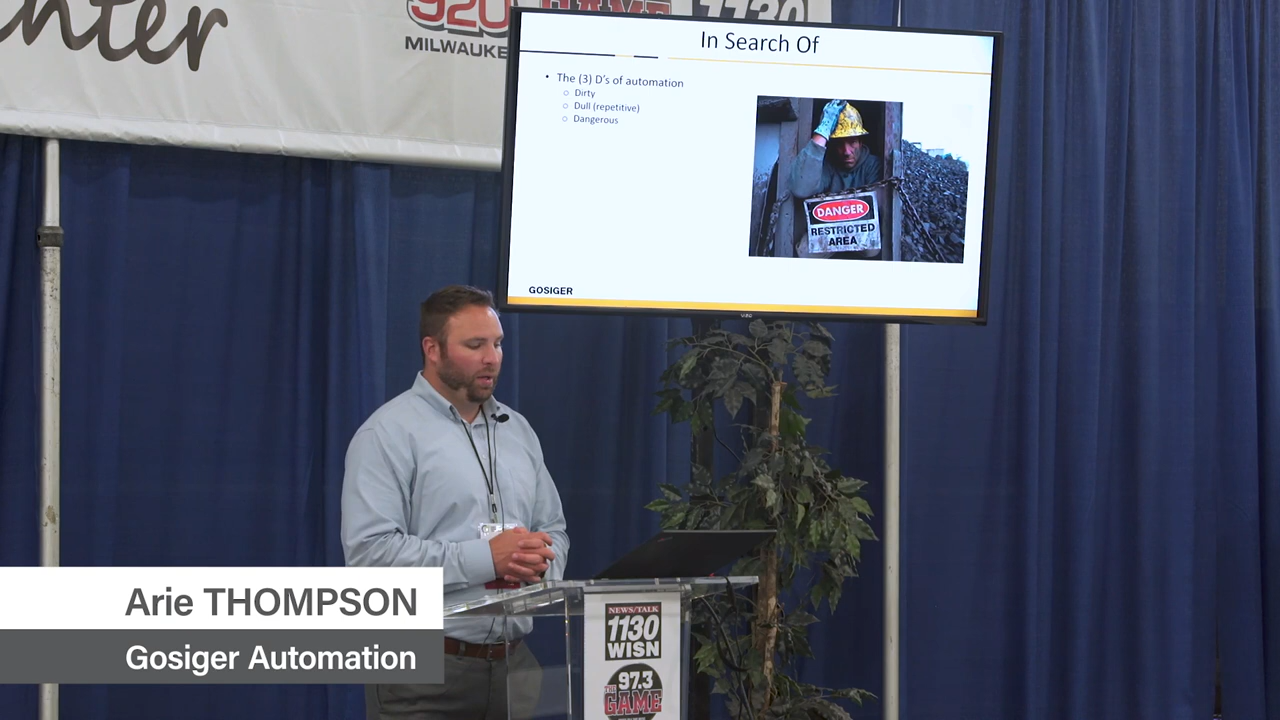 920
GAME
1130
MILWAUKE
In Search Of
• The (3) D's of automation
○ Dirty
○ Dull (repetitive)
○ Dangerous
DANGER
RESTRICTED
AREA
GOSIGER
Arie THOMPSON
Gosiger Automation
NEWS/TALK
1130
WISN
97.3
THE
GAME